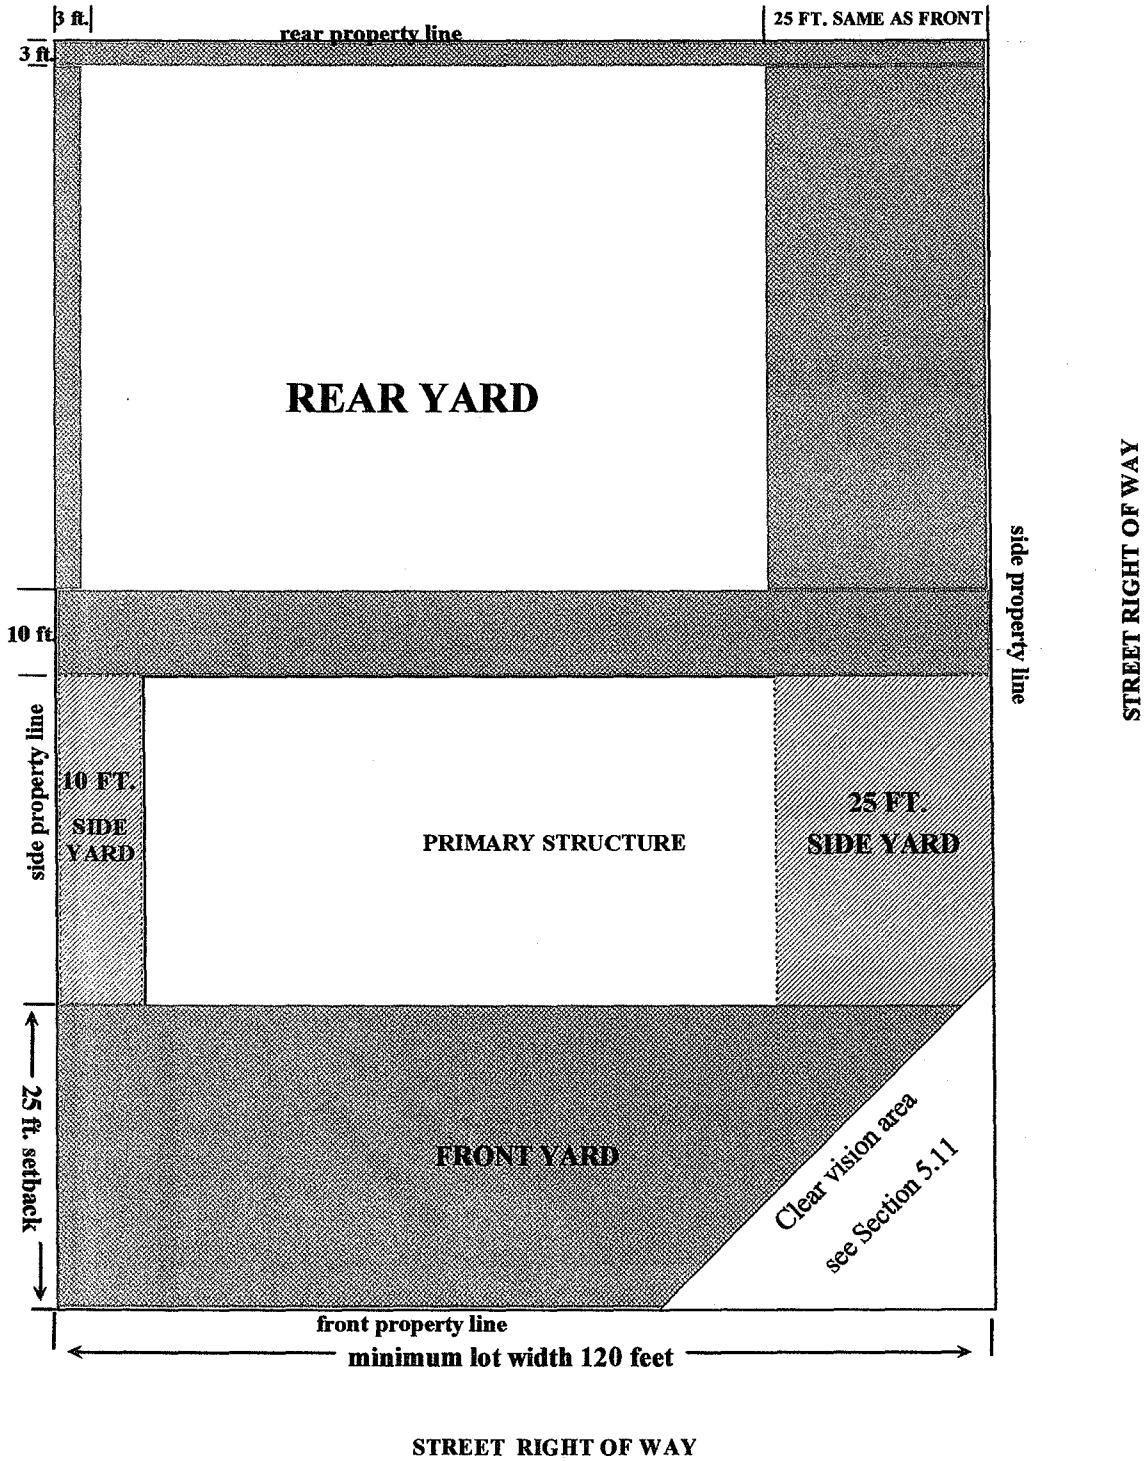 3 ft.
25 FT. SAME AS FRONT
rear property line
3 ft.
REAR YARD
STREET RIGHT OF WAY
side property line
10 ft.
side property line
10 FT.
SIDE
YARD
PRIMARY STRUCTURE
25 FT.
SIDE YARD
25 ft. setback
FRONT YARD
Clear vision area
see Section 5.11
front property line
minimum lot width 120 feet
STREET RIGHT OF WAY